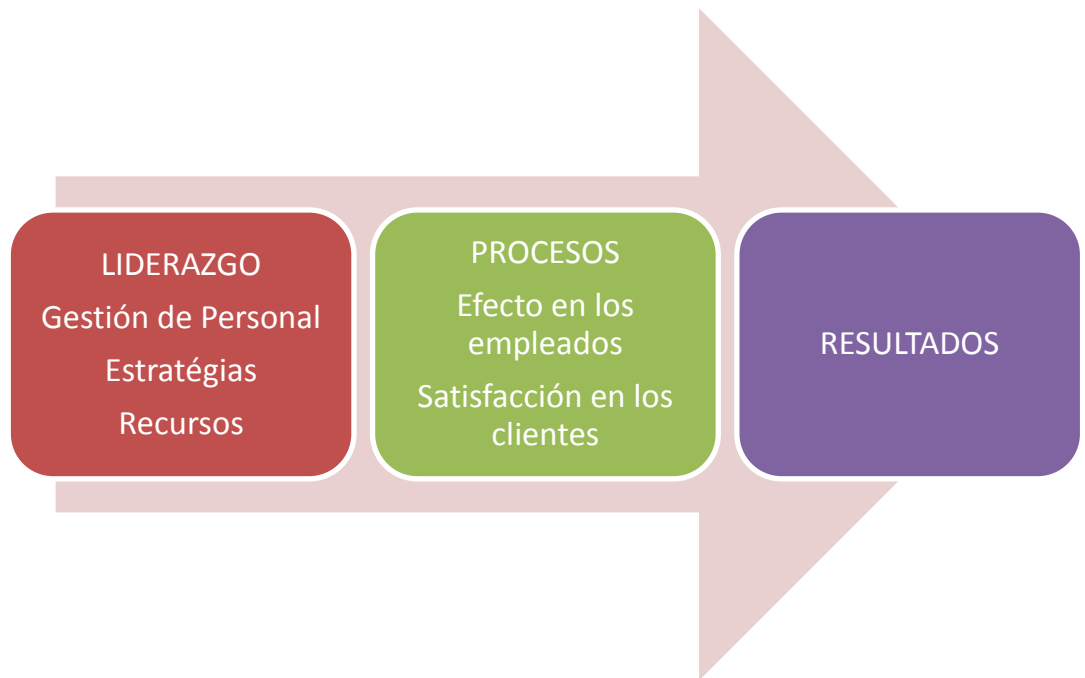 LIDERAZGO
Gestión de Personal
Estratégias
Recursos
PROCESOS
Efecto en los
empleados
Satisfacción en los
clientes
RESULTADOS